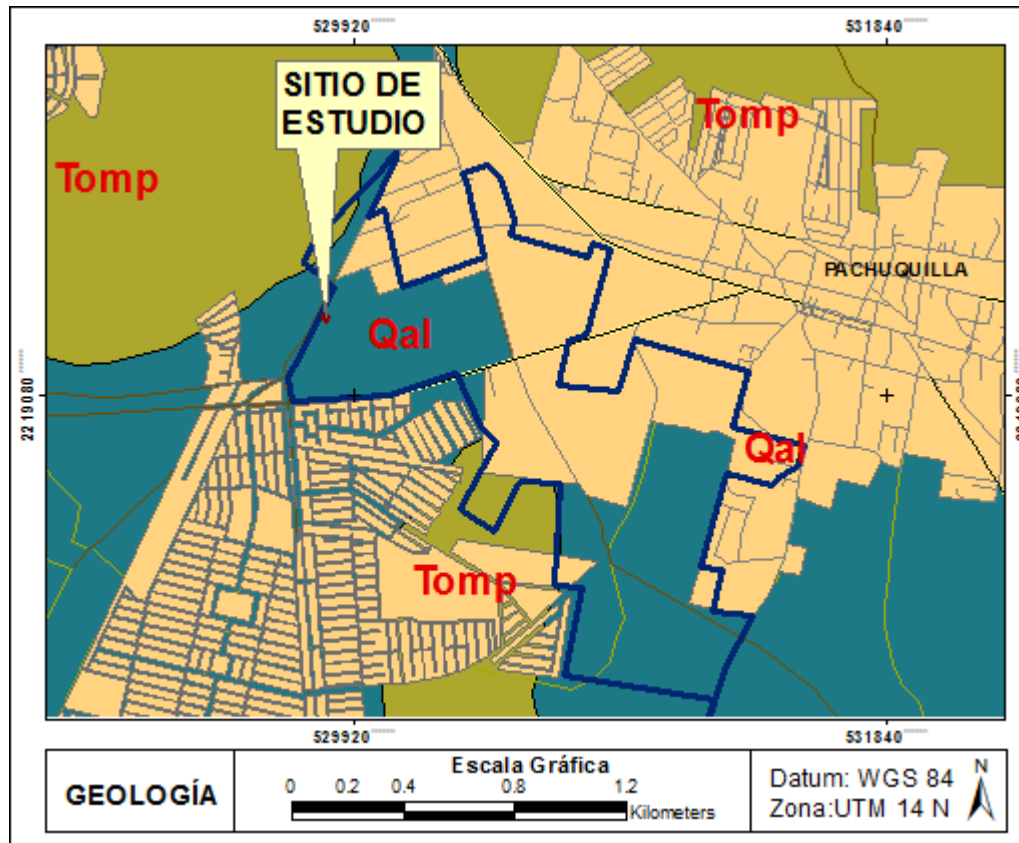 529920 531840
SITIO DE
ESTUDIO
Tomp
Tomp
PACHUQUILLA
Qal
2219080
2219080
Qal
Tomp
529920 531840
GEOLOGÍA
Escala Gráfica
0 0.2 0.4 0.8 1.2
Kilometers
Datum: WGS 84
Zona:UTM 14 N
N